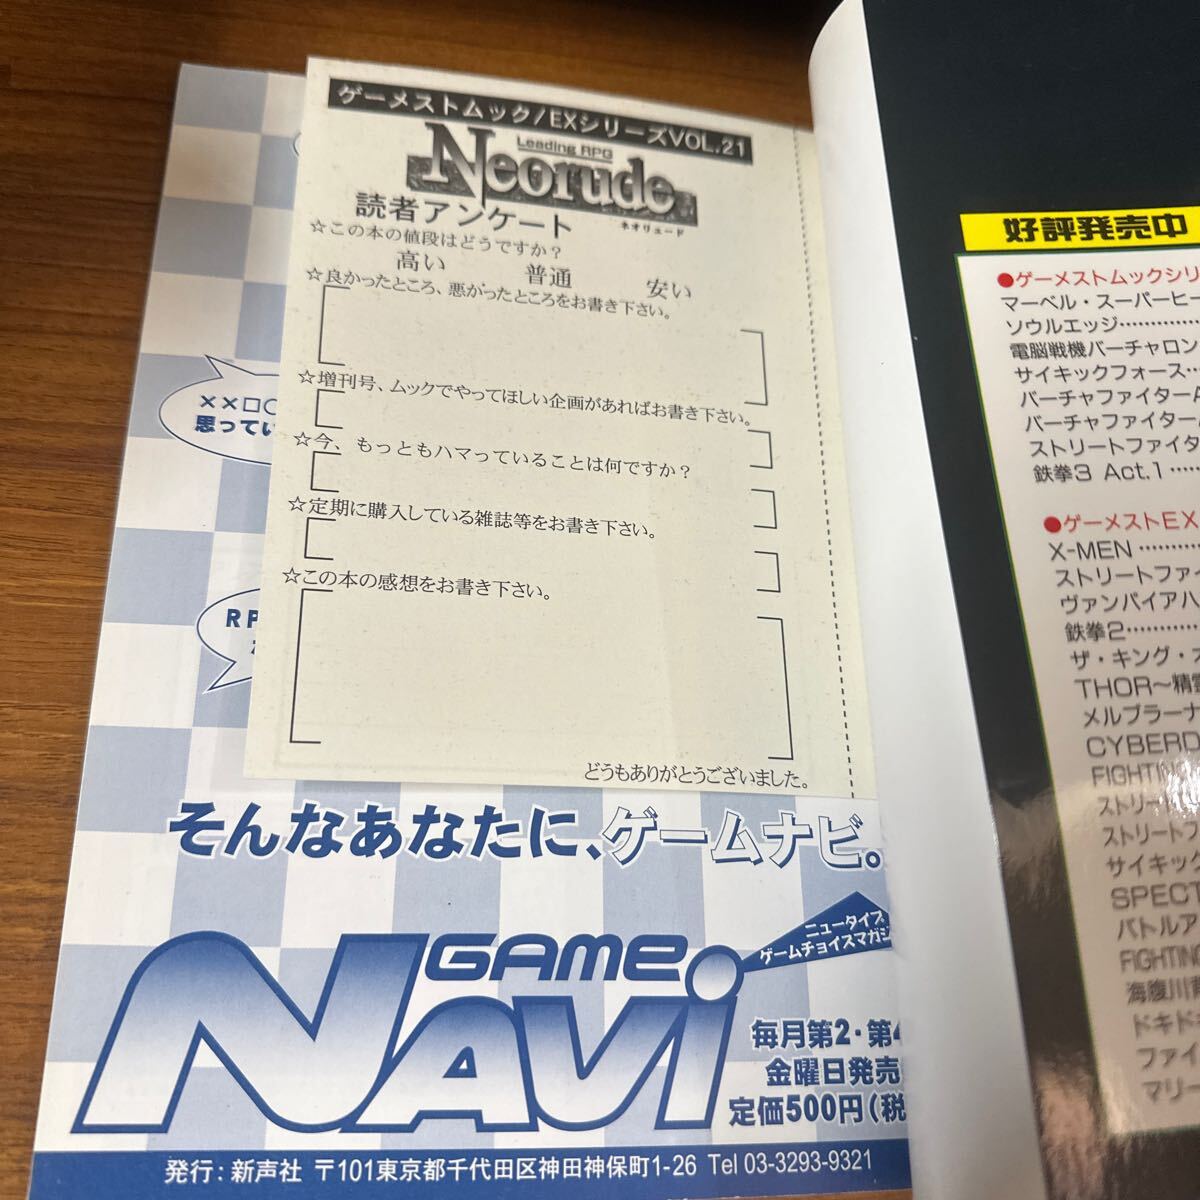 ゲーメストムック/EXシリーズVOL.21
Leading RPG
Neorude
ネオリュード
読者アンケート
☆この本の値段はどうですか？
高い 普通 安い
☆良かったところ、悪かったところをお書き下さい。
☆増刊号、ムックでやってほしい企画があればお書き下さい。
☆今、もっともハマっていることは何ですか？
☆定期に購入している雑誌等をお書き下さい。
☆この本の感想をお書き下さい。
どうもありがとうございました。
××□
思ってい
RP
そんなあなたに、ゲームナビ。
GAME NAVi
ニュータイプ
ゲームチョイスマガジ
毎月第2・第4
金曜日発売
定価500円(税
発行：新声社 〒101東京都千代田区神田神保町1-26 Tel 03-3293-9321
好評発売中
●ゲーメストムックシリ
マーベル・スーパーヒー
ソウルエッジ…………
電脳戦機バーチャロン
サイキックフォース…
バーチャファイター
バーチャファイター
ストリートファイタ
鉄拳3 Act.1……
●ゲーメストEX
X-MEN…………
ストリートファイ
ヴァンパイアハ
鉄拳2…………
ザ・キング・オ
THOR〜精霊
メルブラーナ
CYBERD
FIGHTING
ストリート
ストリートフ
サイキック
SPECT
バトルア
FIGHTING
海腹川背
ドキド
ファイ
マリー